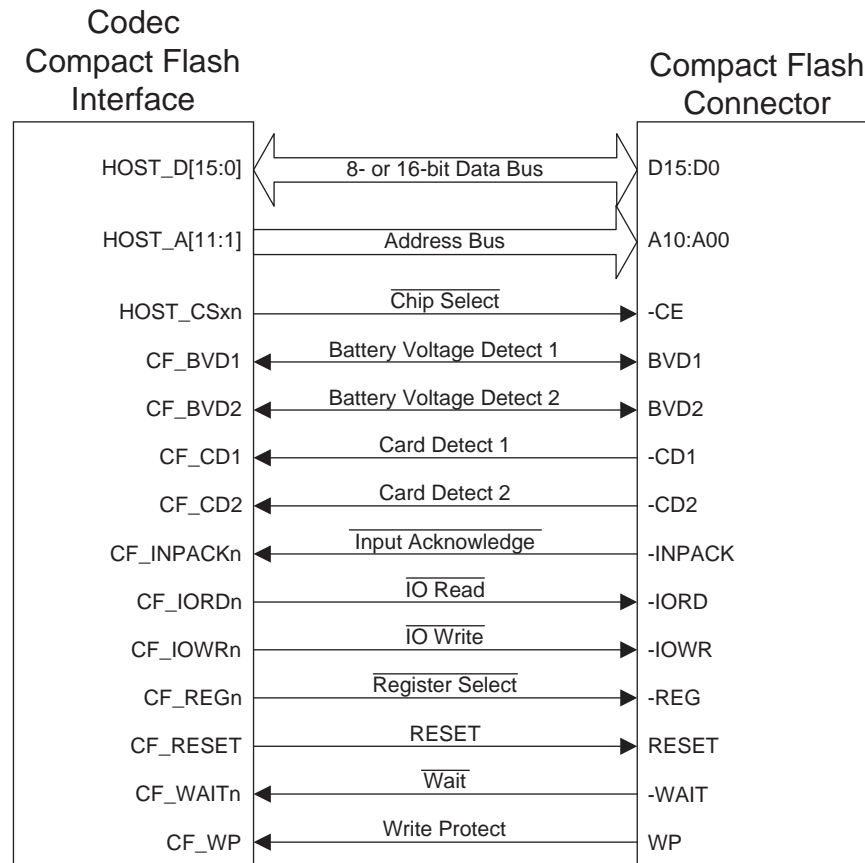 Codec
Compact Flash
Interface
Compact Flash
Connector
HOST_D[15:0] 8- or 16-bit Data Bus D15:D0
HOST_A[11:1] Address Bus A10:A00
HOST_CSxn Chip Select -CE
CF_BVD1 Battery Voltage Detect 1 BVD1
CF_BVD2 Battery Voltage Detect 2 BVD2
CF_CD1 Card Detect 1 -CD1
CF_CD2 Card Detect 2 -CD2
CF_INPACKn Input Acknowledge -INPACK
CF_IORDn IO Read -IORD
CF_IOWRn IO Write -IOWR
CF_REGn Register Select -REG
CF_RESET RESET RESET
CF_WAITn Wait -WAIT
CF_WP Write Protect WP